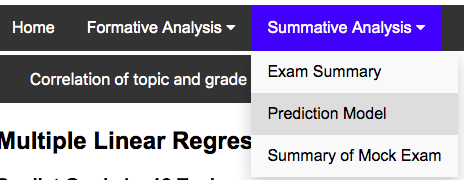 Home Formative Analysis Summative Analysis
Exam Summary
Correlation of topic and grade
Prediction Model
Multiple Linear Regres
Summary of Mock Exam